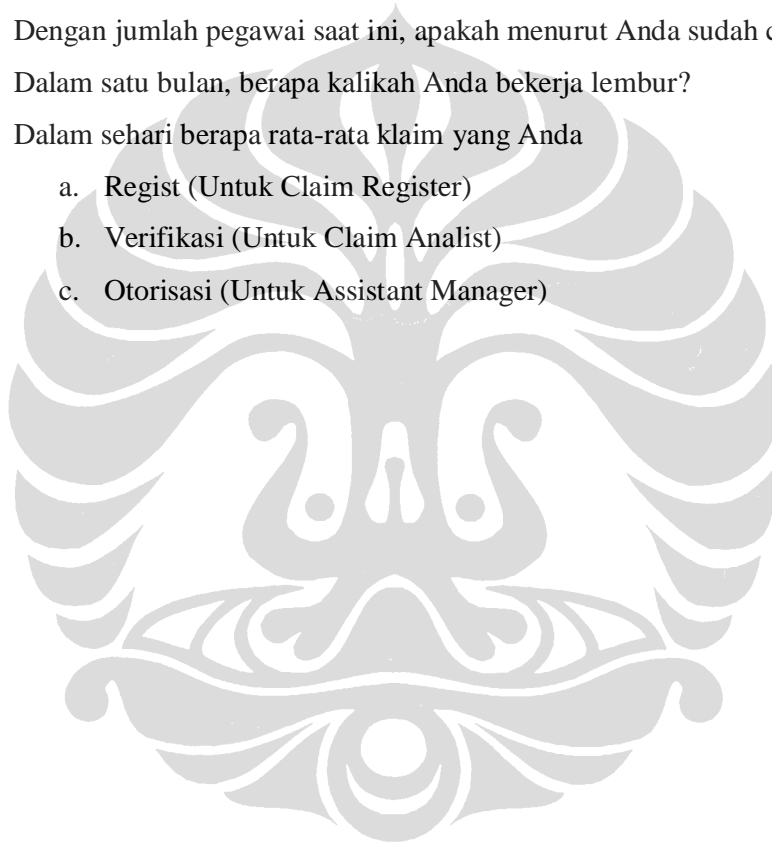 Dengan jumlah pegawai saat ini, apakah menurut Anda sudah
Dalam satu bulan, berapa kalikah Anda bekerja lembur?
Dalam sehari berapa rata-rata klaim yang Anda
a. Regist (Untuk Claim Register)
b. Verifikasi (Untuk Claim Analist)
c. Otorisasi (Untuk Assistant Manager)